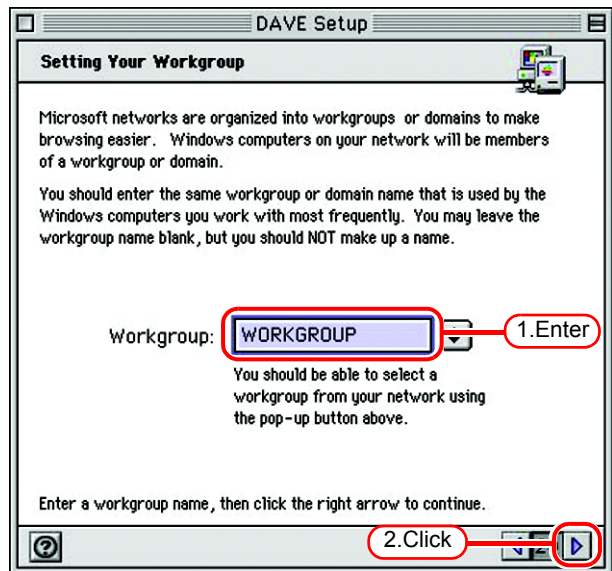 DAVE Setup
Setting Your Workgroup
Microsoft networks are organized into workgroups or domains to make
browsing easier. Windows computers on your network will be members
of a workgroup or domain.
You should enter the same workgroup or domain name that is used by the
Windows computers you work with most frequently. You may leave the
workgroup name blank, but you should NOT make up a name.
Workgroup: WORKGROUP
1.Enter
You should be able to select a
workgroup from your network using
the pop-up button above.
Enter a workgroup name, then click the right arrow to continue.
2.Click
?